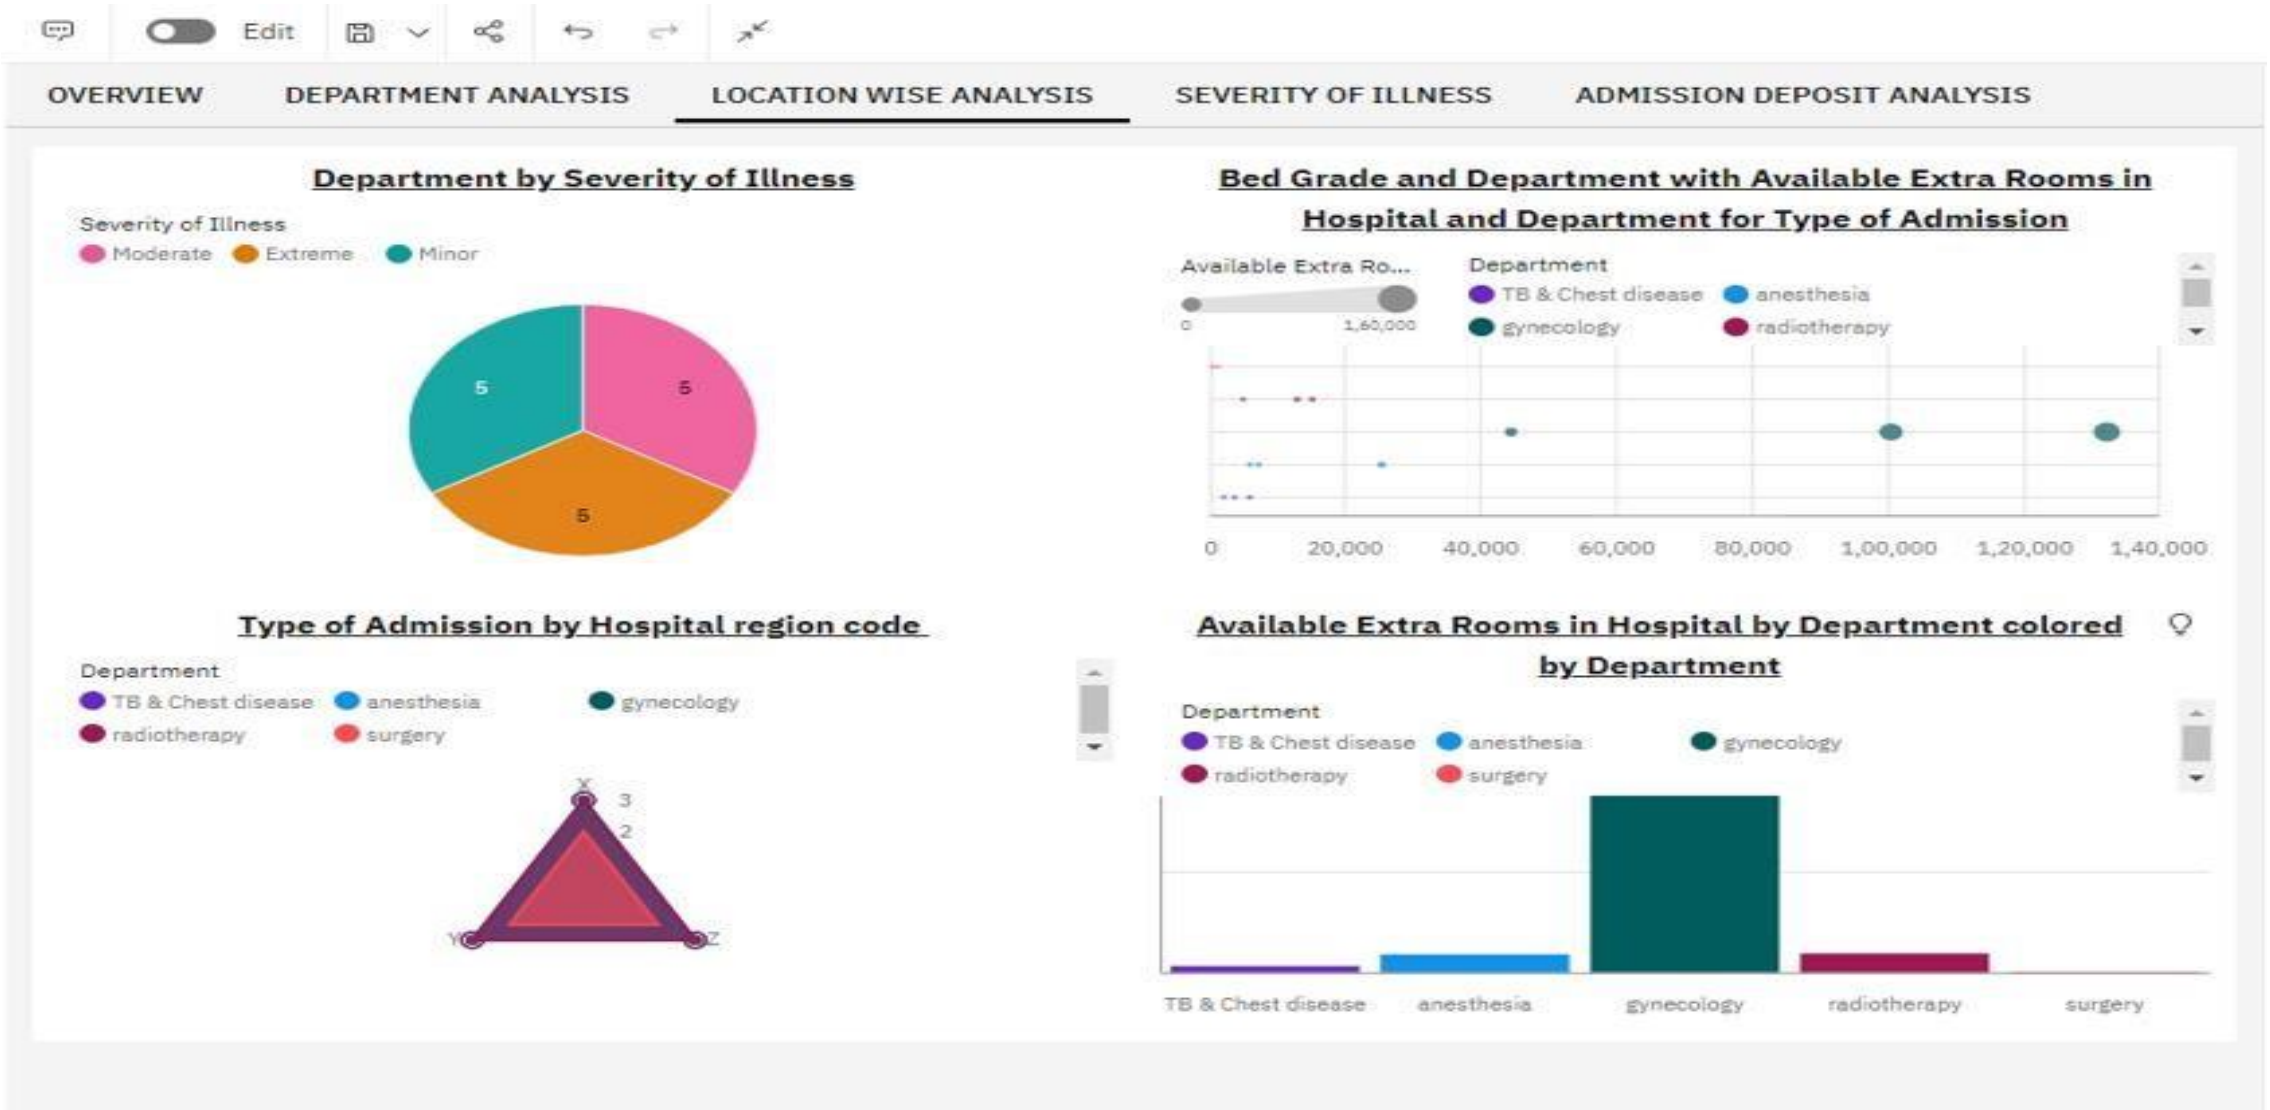 Edit
OVERVIEW DEPARTMENT ANALYSIS LOCATION WISE ANALYSIS SEVERITY OF ILLNESS ADMISSION DEPOSIT ANALYSIS
Department by Severity of Illness
Severity of Illness
Moderate Extreme Minor
5 5
5
Bed Grade and Department with Available Extra Rooms in
Hospital and Department for Type of Admission
Available Extra Ro... Department
TB & Chest disease anesthesia
0 1,60,000 gynecology radiotherapy
0 20,000 40,000 60,000 80,000 1,00,000 1,20,000 1,40,000
Type of Admission by Hospital region code
Department
TB & Chest disease anesthesia gynecology
radiotherapy surgery
X
3
2
Y Z
Available Extra Rooms in Hospital by Department colored
by Department
Department
TB & Chest disease anesthesia gynecology
radiotherapy surgery
TB & Chest disease anesthesia gynecology radiotherapy surgery